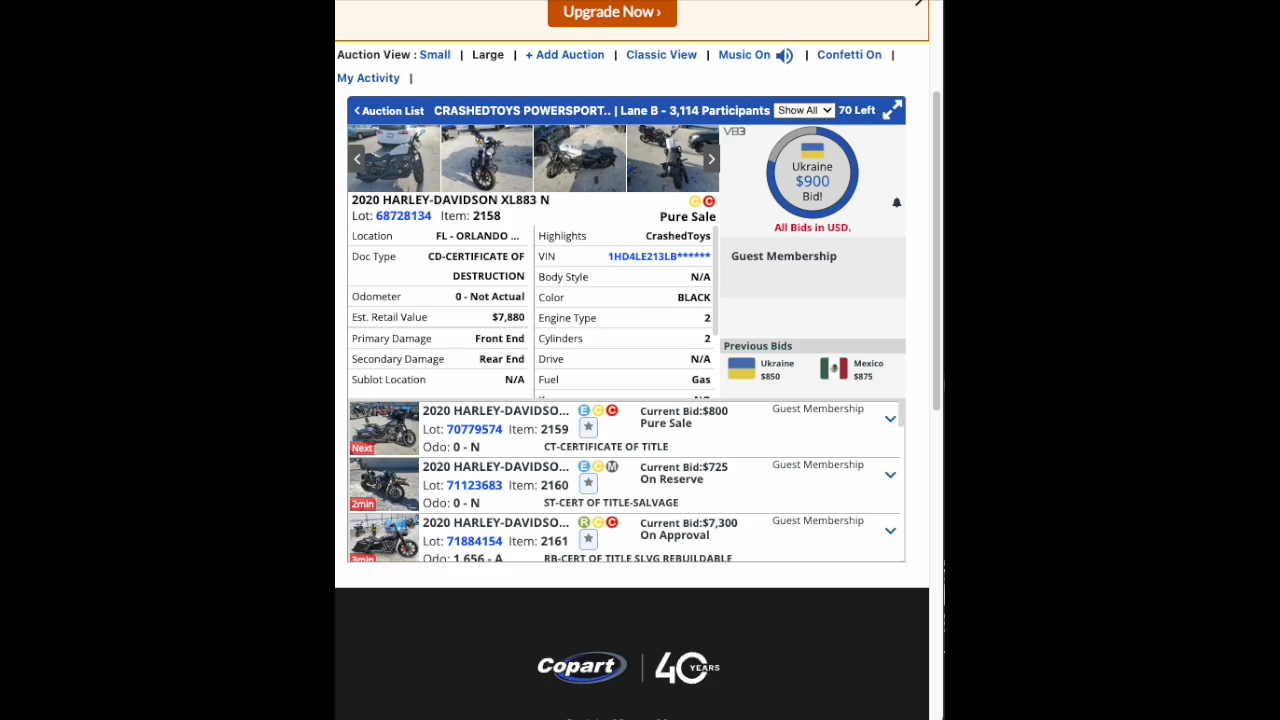 Upgrade Now ›
Auction View : Small | Large | + Add Auction | Classic View | Music On | Confetti On |
My Activity |
Auction List CRASHEDTOYS POWERSPORT.. | Lane B - 3,114 Participants Show All 70 Left
VB3
Ukraine
$900
Bid!
All Bids in USD.
2020 HARLEY-DAVIDSON XL883 N C C
Lot: 68728134 Item: 2158 Pure Sale
Location FL - ORLANDO ... Highlights CrashedToys
Doc Type CD-CERTIFICATE OF DESTRUCTION VIN 1HD4LE213LB******
Body Style N/A
Odometer 0 - Not Actual Color BLACK
Est. Retail Value $7,880 Engine Type 2
Primary Damage Front End Cylinders 2
Secondary Damage Rear End Drive N/A
Sublot Location N/A Fuel Gas
Guest Membership
Previous Bids
Ukraine $850
Mexico $875
2020 HARLEY-DAVIDSO... E C C Current Bid:$800 Guest Membership
Lot: 70779574 Item: 2159 Pure Sale
Next Odo: 0 - N CT-CERTIFICATE OF TITLE
2020 HARLEY-DAVIDSO... E C M Current Bid:$725 Guest Membership
Lot: 71123683 Item: 2160 On Reserve
2min Odo: 0 - N ST-CERT OF TITLE-SALVAGE
2020 HARLEY-DAVIDSO... R C C Current Bid:$7,300 Guest Membership
Lot: 71884154 Item: 2161 On Approval
3min Odo: 1,656 - A RB-CERT OF TITLE SLVG REBUILDABLE
Copart | 40 YEARS